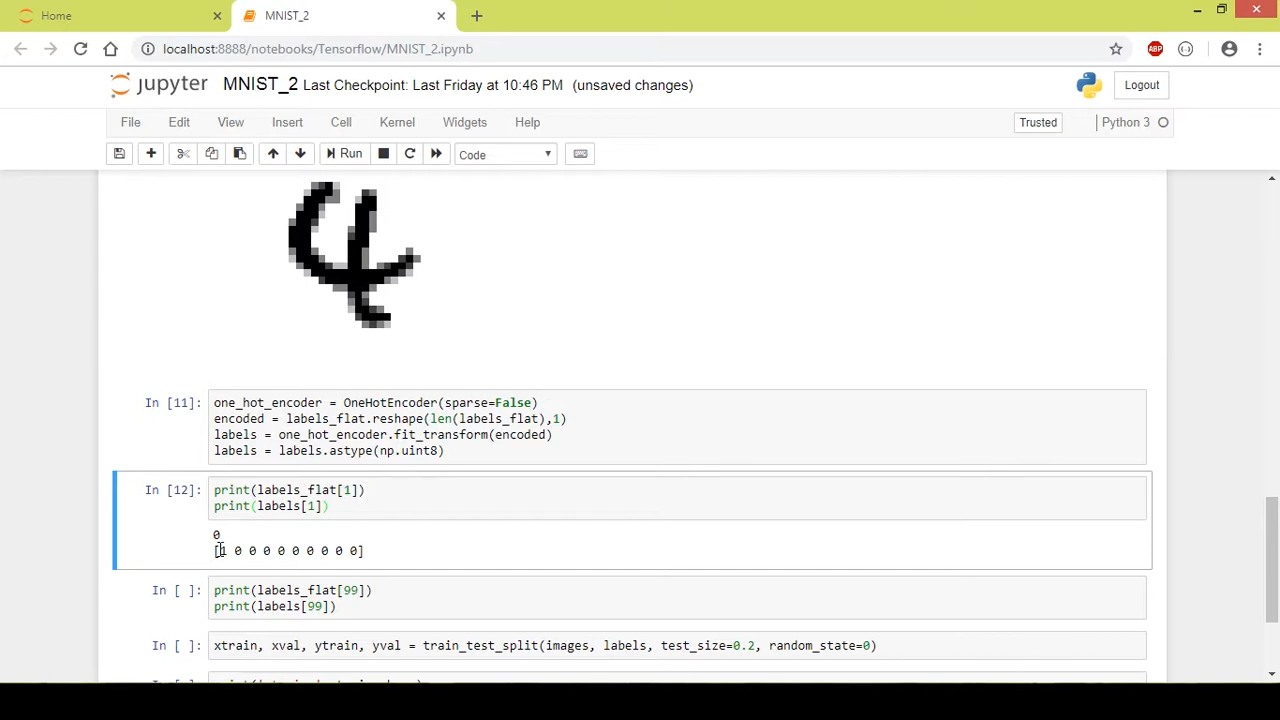 Home
MNIST_2
localhost:8888/notebooks/Tensorflow/MNIST_2.ipynb
ABP
jupyter MNIST_2 Last Checkpoint: Last Friday at 10:46 PM (unsaved changes)
Logout
File Edit View Insert Cell Kernel Widgets Help
Trusted
Python 3
Run
Code
In [11]:
one_hot_encoder = OneHotEncoder(sparse=False)
encoded = labels_flat.reshape(len(labels_flat),1)
labels = one_hot_encoder.fit_transform(encoded)
labels = labels.astype(np.uint8)
In [12]:
print(labels_flat[1])
print(labels[1])
0
[1 0 0 0 0 0 0 0 0 0]
In [ ]:
print(labels_flat[99])
print(labels[99])
In [ ]:
xtrain, xval, ytrain, yval = train_test_split(images, labels, test_size=0.2, random_state=0)